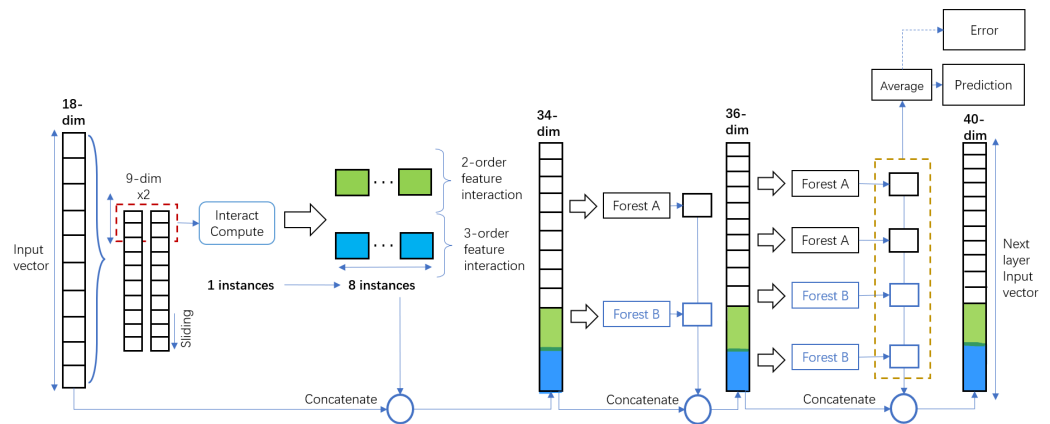 Error
Average
Prediction
18-
dim
34-
dim
36-
dim
40-
dim
9-dim
x2
Input
vector
Interact
Compute
2-order
feature
interaction
3-order
feature
interaction
1 instances
8 instances
Sliding
Forest A
Forest B
Forest A
Forest A
Forest B
Forest B
Next
layer
Input
vector
Concatenate
Concatenate
Concatenate